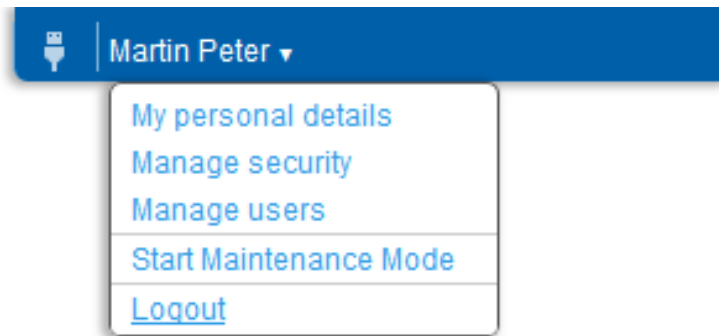 Martin Peter
My personal details
Manage security
Manage users
Start Maintenance Mode
Logout